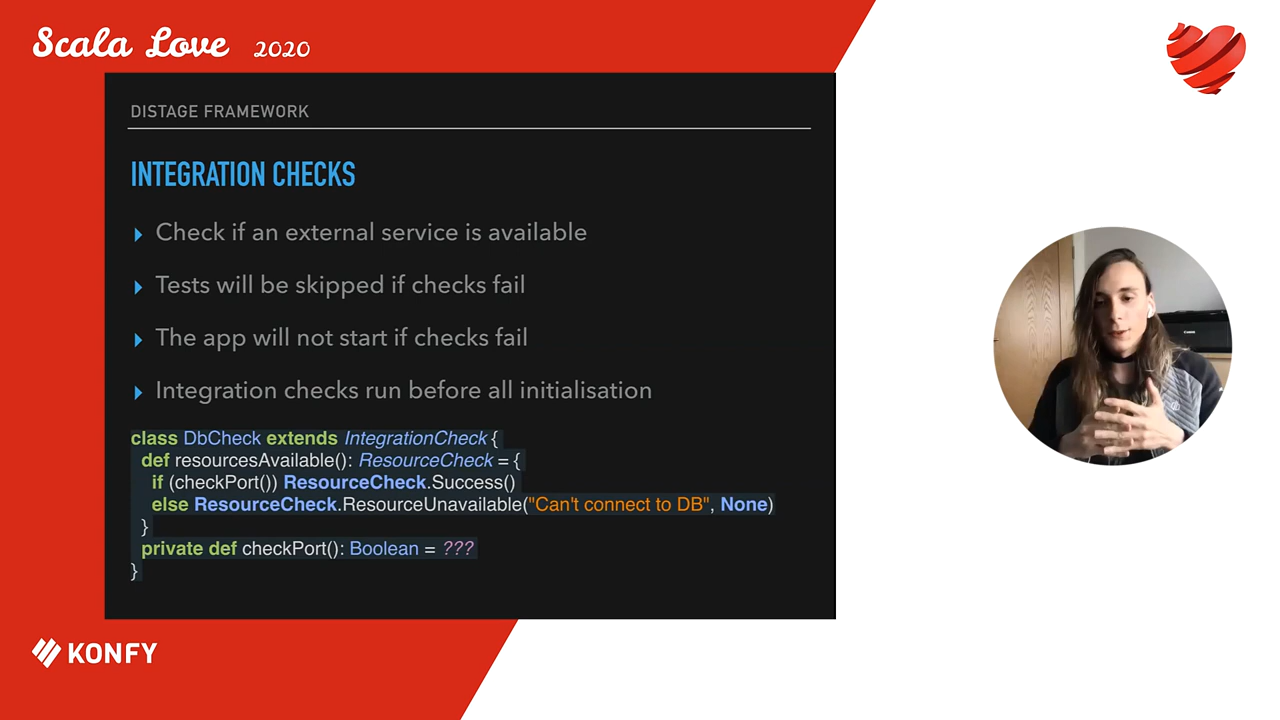 Scala Love 2020
DISTAGE FRAMEWORK
INTEGRATION CHECKS
Check if an external service is available
Tests will be skipped if checks fail
The app will not start if checks fail
Integration checks run before all initialisation
class DbCheck extends IntegrationCheck {
def resourcesAvailable(): ResourceCheck = {
if (checkPort()) ResourceCheck.Success()
else ResourceCheck.ResourceUnavailable("Can't connect to DB", None)
}
private def checkPort(): Boolean = ???
}
KONFY